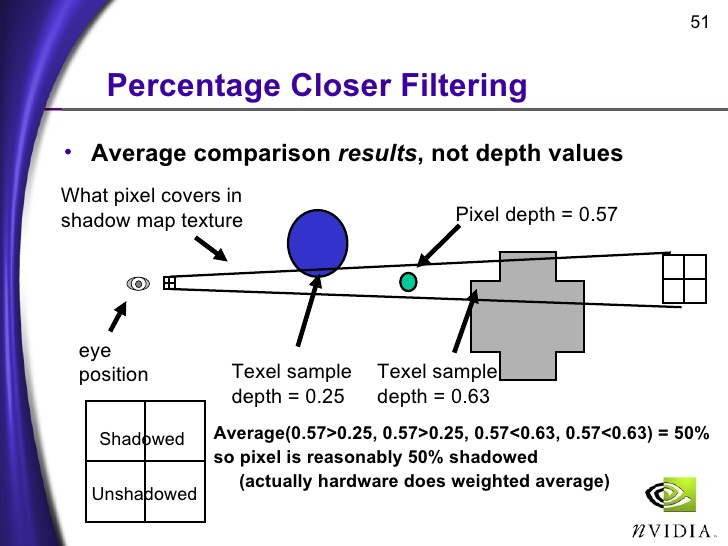 51
Percentage Closer Filtering
• Average comparison results, not depth values
What pixel covers in
shadow map texture
Pixel depth = 0.57
eye
position
Texel sample
depth = 0.25
Texel sample
depth = 0.63
Shadowed
Unshadowed
Average(0.57>0.25, 0.57>0.25, 0.57<0.63, 0.57<0.63) = 50%
so pixel is reasonably 50% shadowed
(actually hardware does weighted average)
nVIDIA